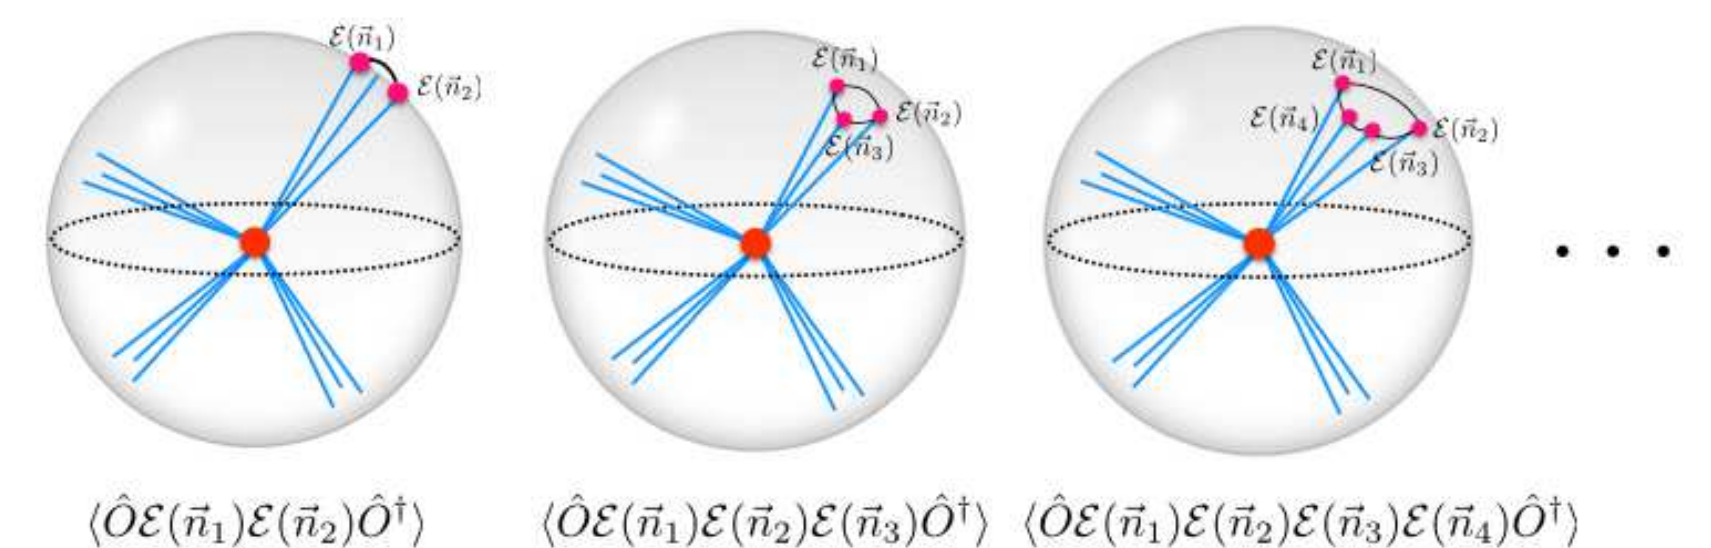 ℰ(n⃗₁)
ℰ(n⃗₂)
ℰ(n⃗₁)
ℰ(n⃗₂)
ℰ(n⃗₃)
ℰ(n⃗₁)
ℰ(n⃗₄)
ℰ(n⃗₂)
ℰ(n⃗₃)
• • •
⟨Ôℰ(n⃗₁)ℰ(n⃗₂)Ô†⟩
⟨Ôℰ(n⃗₁)ℰ(n⃗₂)ℰ(n⃗₃)Ô†⟩
⟨Ôℰ(n⃗₁)ℰ(n⃗₂)ℰ(n⃗₃)ℰ(n⃗₄)Ô†⟩